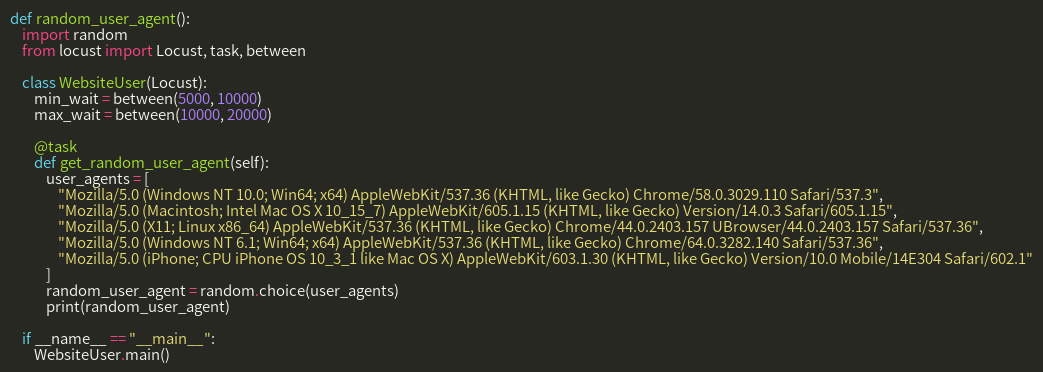 def random_user_agent():
    import random
    from locust import Locust, task, between

    class WebsiteUser(Locust):
        min_wait = between(5000, 10000)
        max_wait = between(10000, 20000)

        @task
        def get_random_user_agent(self):
            user_agents = [
                "Mozilla/5.0 (Windows NT 10.0; Win64; x64) AppleWebKit/537.36 (KHTML, like Gecko) Chrome/58.0.3029.110 Safari/537.3",
                "Mozilla/5.0 (Macintosh; Intel Mac OS X 10_15_7) AppleWebKit/605.1.15 (KHTML, like Gecko) Version/14.0.3 Safari/605.1.15",
                "Mozilla/5.0 (X11; Linux x86_64) AppleWebKit/537.36 (KHTML, like Gecko) Chrome/44.0.2403.157 UBrowser/44.0.2403.157 Safari/537.36",
                "Mozilla/5.0 (Windows NT 6.1; Win64; x64) AppleWebKit/537.36 (KHTML, like Gecko) Chrome/64.0.3282.140 Safari/537.36",
                "Mozilla/5.0 (iPhone; CPU iPhone OS 10_3_1 like Mac OS X) AppleWebKit/603.1.30 (KHTML, like Gecko) Version/10.0 Mobile/14E304 Safari/602.1"
            ]
            random_user_agent = random.choice(user_agents)
            print(random_user_agent)

    if __name__ == "__main__":
        WebsiteUser.main()